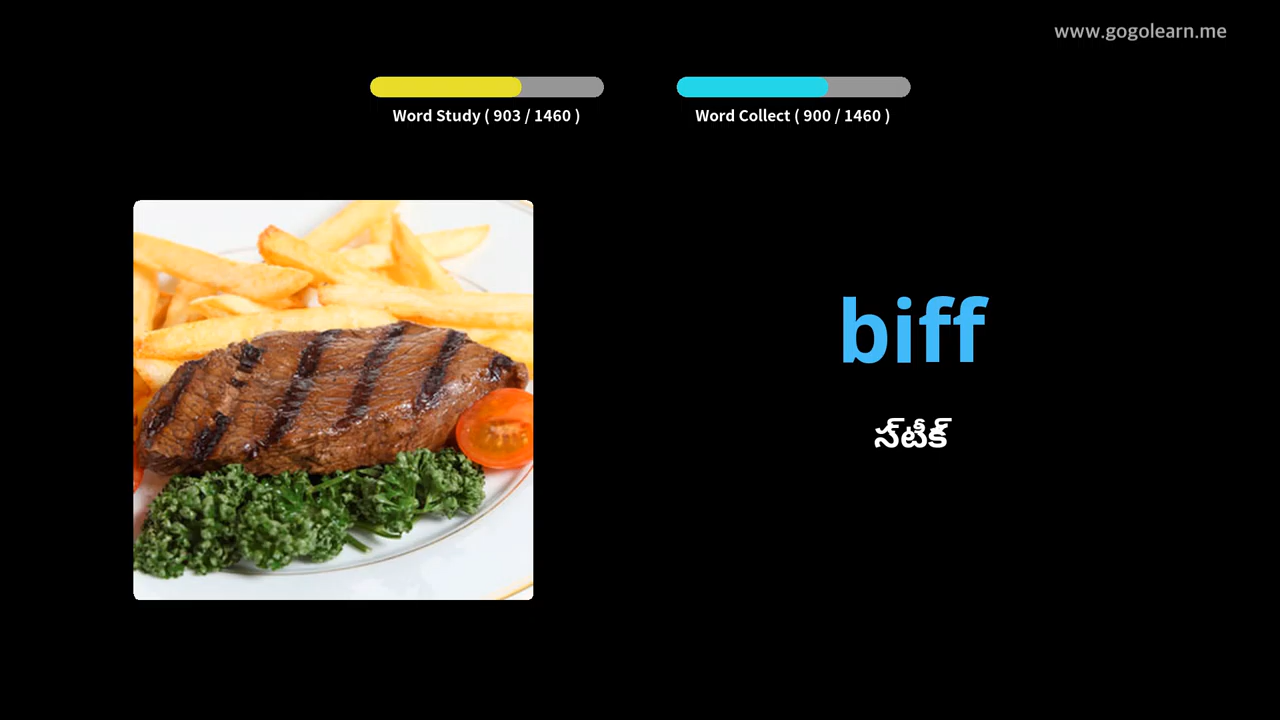 www.gogolearn.me
Word Study ( 903 / 1460 )
Word Collect ( 900 / 1460 )
biff
స్‌టీక్